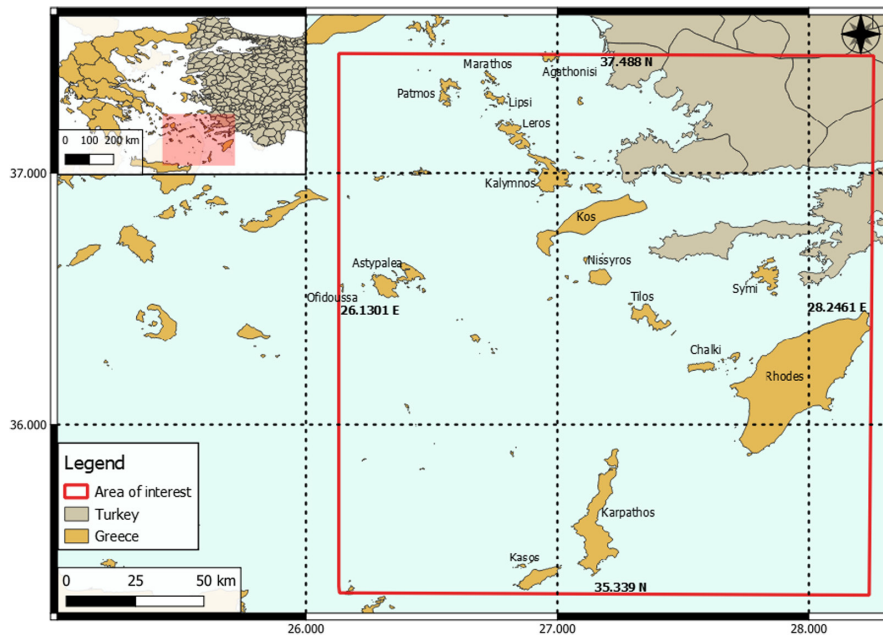 0 100 200 km
Marathos
Agathonisi
37.488 N
Patmos
Lipsi
Leros
37.000
Kalymnos
Kos
Astypalea
Nissyros
Ofidoussa
Symi
26.1301 E
Tilos
28.2461 E
Chalki
Rhodes
36.000
Legend
Area of interest
Turkey
Greece
Karpathos
Kasos
0 25 50 km
35.339 N
26.000 27.000 28.000